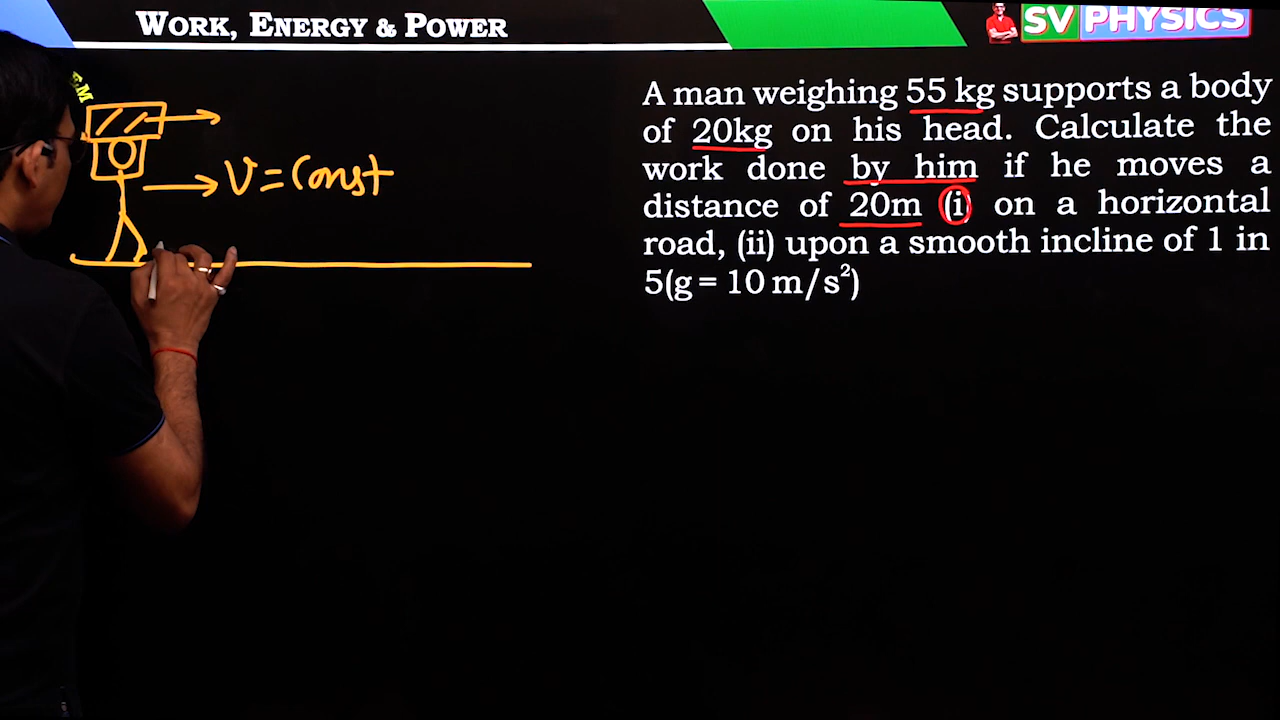 WORK, ENERGY & POWER
SV PHYSICS
A man weighing 55 kg supports a body
of 20kg on his head. Calculate the
work done by him if he moves a
distance of 20m (i) on a horizontal
road, (ii) upon a smooth incline of 1 in
5(g = 10 m/s²)
V = Const